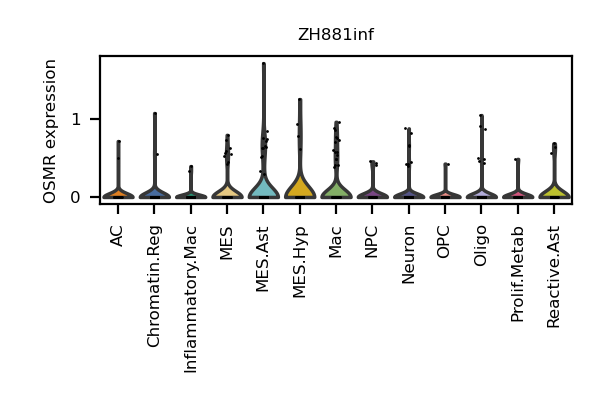 ZH881inf
OSMR expression
1
0
AC
Chromatin.Reg
Inflammatory.Mac
MES
MES.Ast
MES.Hyp
Mac
NPC
Neuron
OPC
Oligo
Prolif.Metab
Reactive.Ast